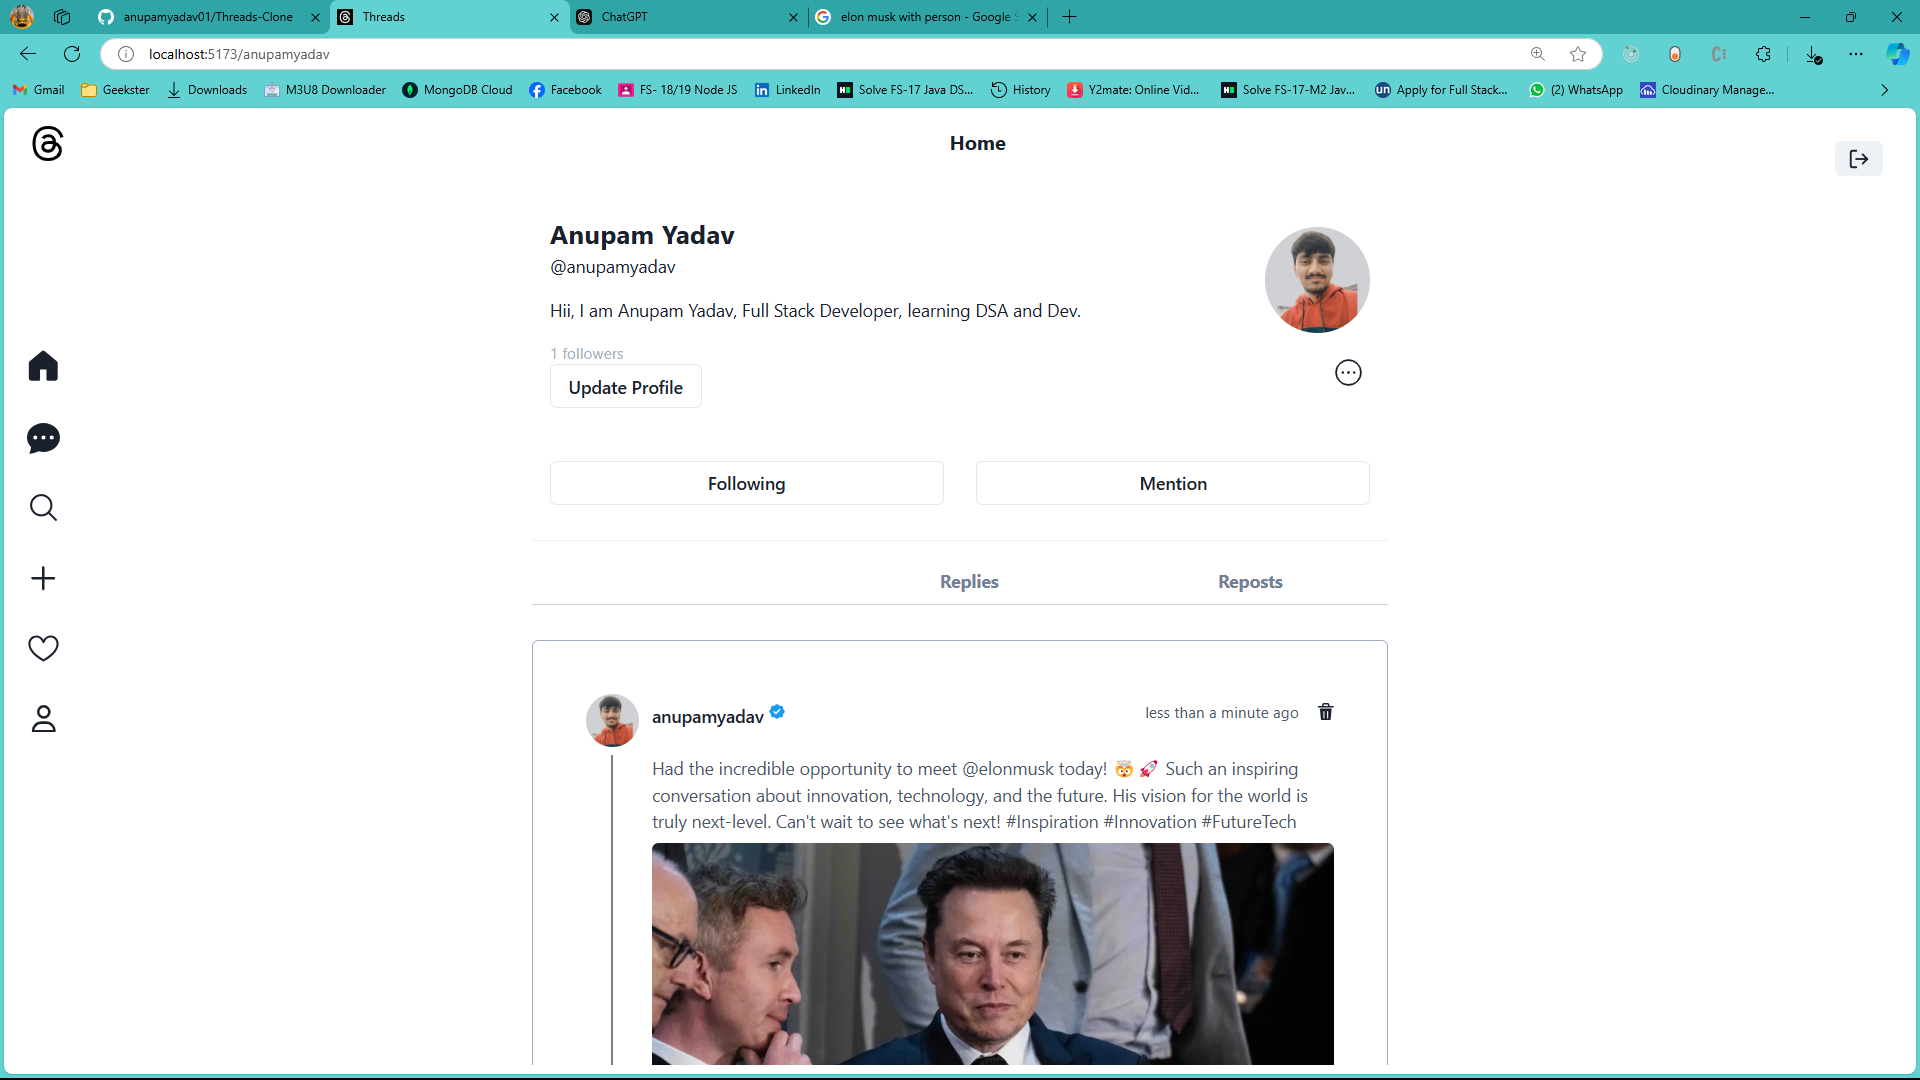 anupamyadav01/Threads-Clone
Threads
ChatGPT
elon musk with person - Google
localhost:5173/anupamyadav
Gmail
Geekster
Downloads
M3U8 Downloader
MongoDB Cloud
Facebook
FS- 18/19 Node JS
LinkedIn
Solve FS-17 Java DS...
History
Y2mate: Online Vid...
Solve FS-17-M2 Jav...
Apply for Full Stack...
(2) WhatsApp
Cloudinary Manage...
Home
Anupam Yadav
@anupamyadav
Hii, I am Anupam Yadav, Full Stack Developer, learning DSA and Dev.
1 followers
Update Profile
Following
Mention
Replies
Reposts
anupamyadav
less than a minute ago
Had the incredible opportunity to meet @elonmusk today! 🤯 🚀 Such an inspiring
conversation about innovation, technology, and the future. His vision for the world is
truly next-level. Can't wait to see what's next! #Inspiration #Innovation #FutureTech